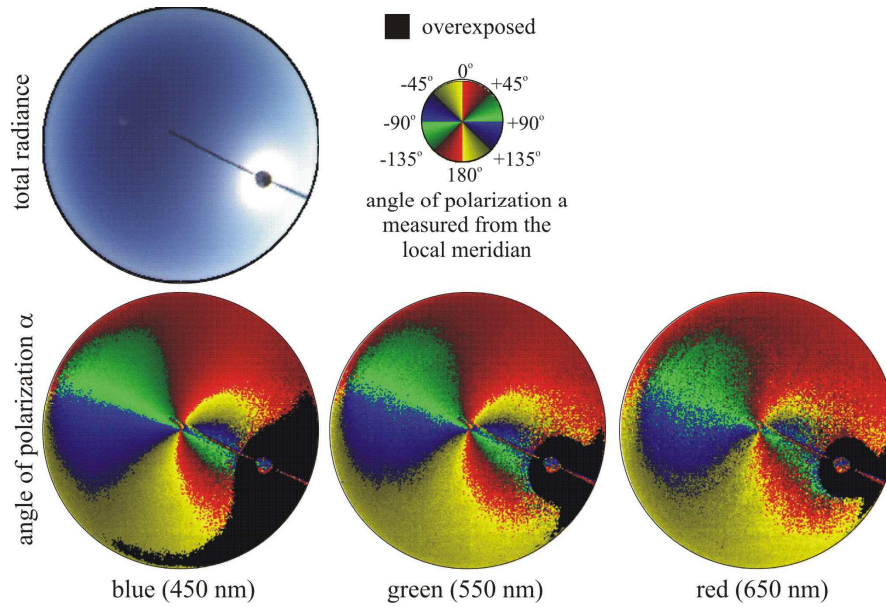 total radiance
overexposed
0°
-45° +45°
-90° +90°
-135° +135°
180°
angle of polarization a
measured from the
local meridian
angle of polarization α
blue (450 nm) green (550 nm) red (650 nm)